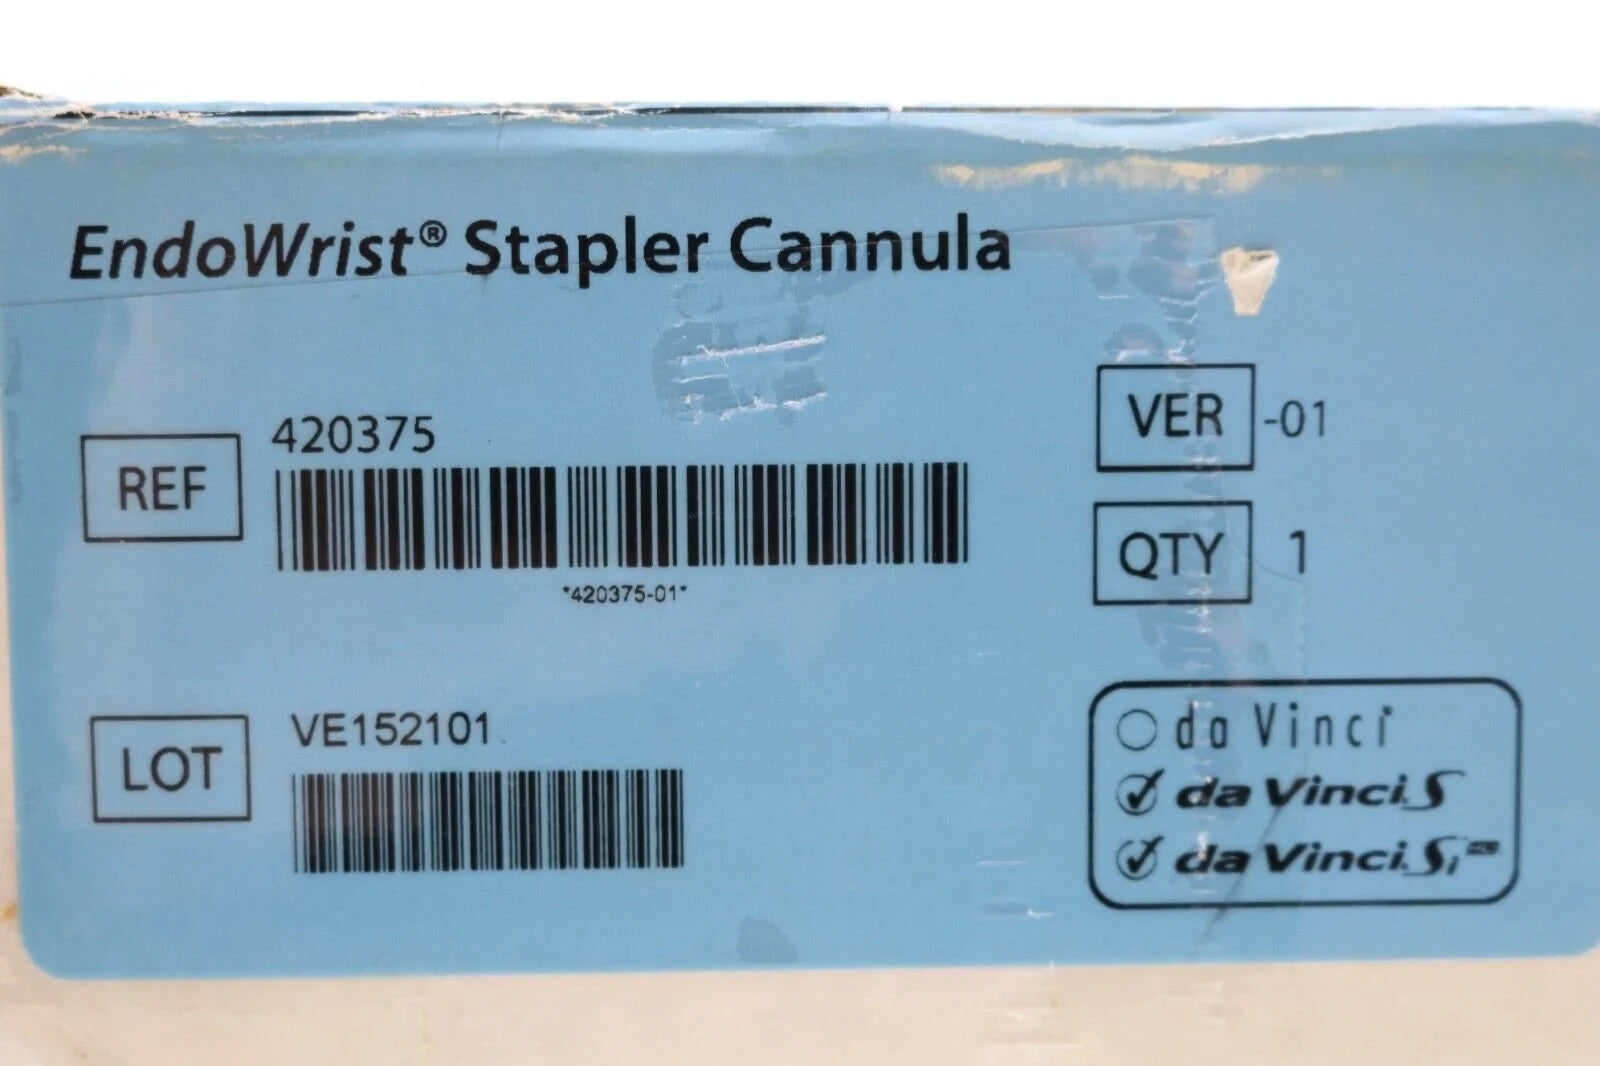 EndoWrist® Stapler Cannula
REF
420375
*420375-01*
VER -01
QTY 1
LOT
VE152101
da Vinci
da Vinci S
da Vinci Si